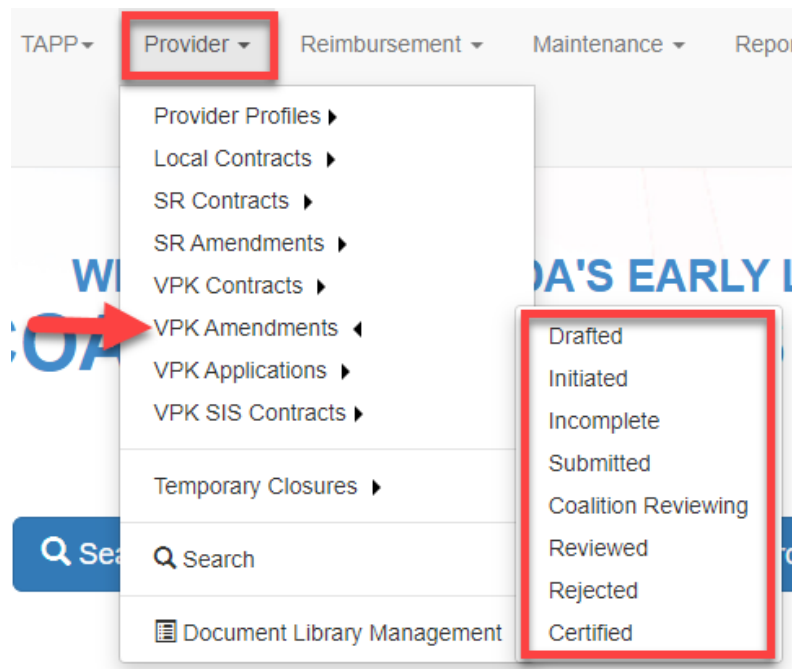 TAPP
Provider
Reimbursement
Maintenance
Provider Profiles
Local Contracts
SR Contracts
SR Amendments
VPK Contracts
EARLY
VPK Amendments
Drafted
VPK Applications
Initiated
VPK SIS Contracts
Incomplete
Submitted
Temporary Closures
Coalition Reviewing
Search
Reviewed
Rejected
Document Library Management
Certified